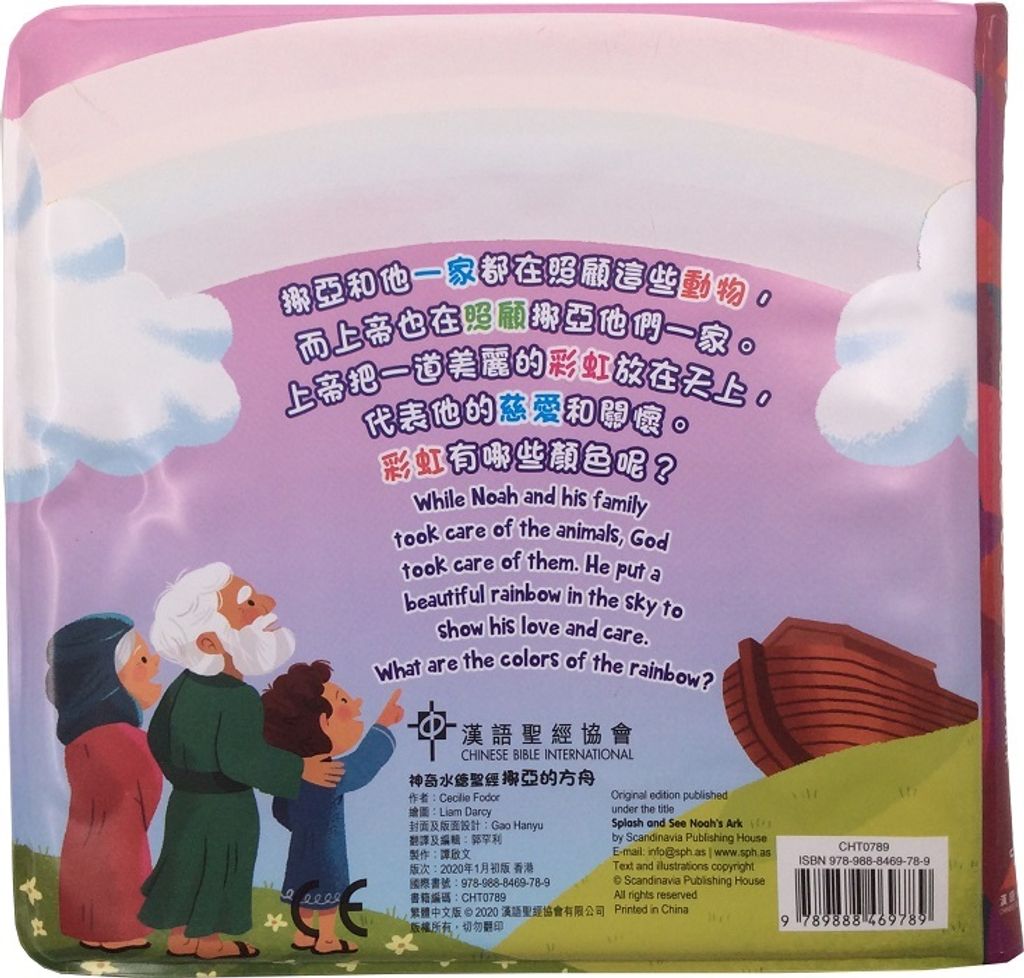 挪亞和他一家都在照顧這些動物，
而上帝也在照顧挪亞他們一家。
上帝把一道美麗的彩虹放在天上，
代表他的慈愛和關懷。
彩虹有哪些顏色呢？
While Noah and his family
took care of the animals, God
took care of them. He put a
beautiful rainbow in the sky to
show his love and care.
What are the colors of the rainbow?
漢語聖經協會
CHINESE BIBLE INTERNATIONAL
神奇水繪聖經 挪亞的方舟
作者：Cecilie Fodor
繪圖：Liam Darcy
封面及版面設計：Gao Hanyu
翻譯及編輯：郭罕利
製作：譚啟文
版次：2020年1月初版 香港
國際書號：978-988-8469-78-9
書籍編碼：CHT0789
繁體中文版 © 2020 漢語聖經協會有限公司
版權所有，切勿翻印
CE
Original edition published
under the title
Splash and See Noah's Ark
by Scandinavia Publishing House
E-mail: info@sph.as | www.sph.as
Text and illustrations copyright
© Scandinavia Publishing House
All rights reserved
Printed in China
CHT0789
ISBN 978-988-8469-78-9
9 789888 469789